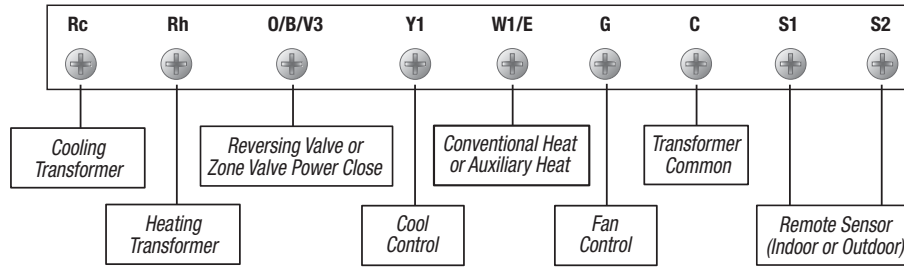 Rc Rh O/B/V3 Y1 W1/E G C S1 S2
Cooling
Transformer
Reversing Valve or
Zone Valve Power Close
Conventional Heat
or Auxiliary Heat
Transformer
Common
Heating
Transformer
Cool
Control
Fan
Control
Remote Sensor
(Indoor or Outdoor)